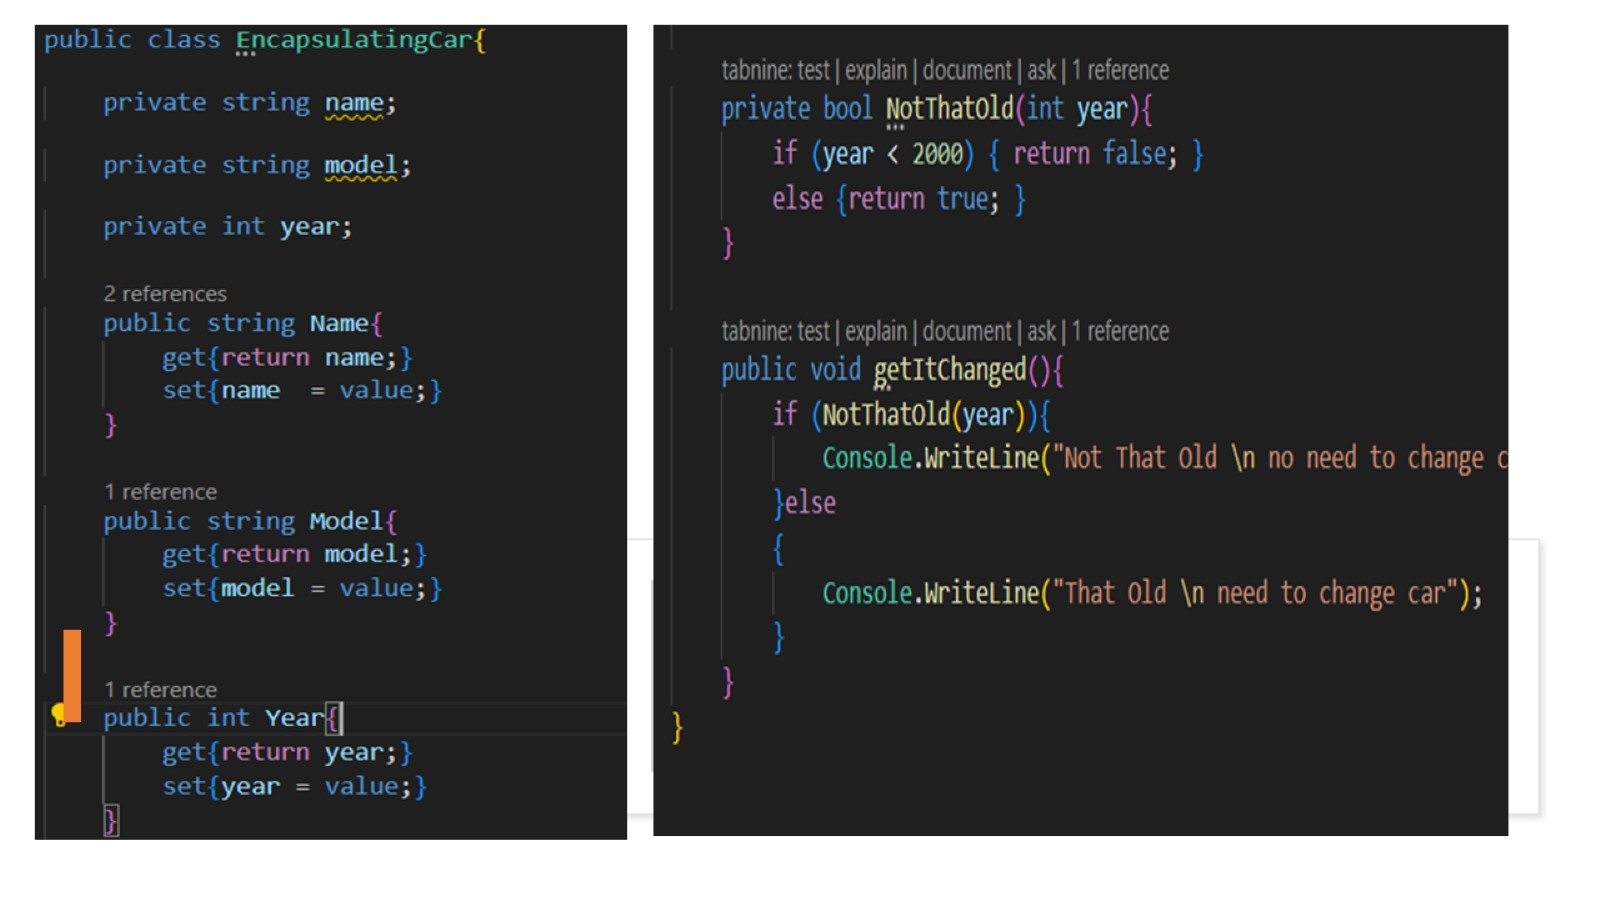 public class EncapsulatingCar{
private string name;
private string model;
private int year;
2 references
public string Name{
get{return name;}
set{name  = value;}
}
1 reference
public string Model{
get{return model;}
set{model = value;}
}
1 reference
public int Year{
get{return year;}
set{year = value;}
}
tabnine: test | explain | document | ask | 1 reference
private bool NotThatOld(int year){
if (year < 2000) { return false; }
else {return true; }
}
tabnine: test | explain | document | ask | 1 reference
public void getItChanged(){
if (NotThatOld(year)){
Console.WriteLine("Not That Old \n no need to change
}else
{
Console.WriteLine("That Old \n need to change car");
}
}
}